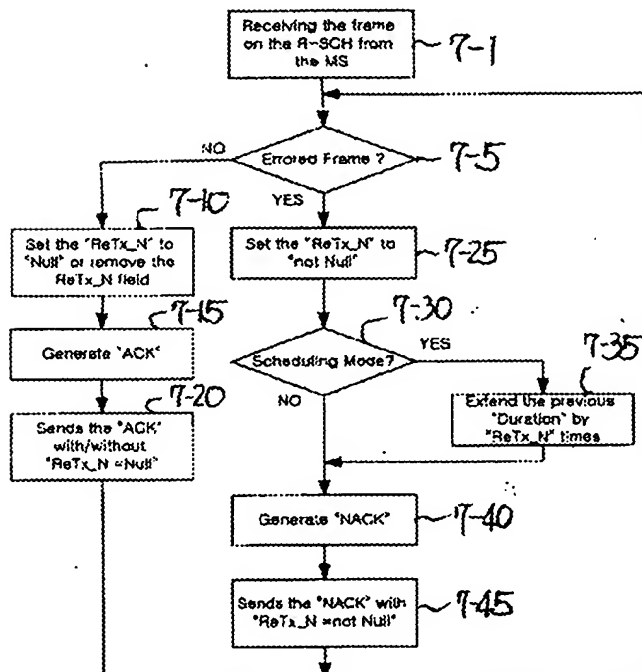 Receiving the frame
on the R-SCH from
the MS
7-1
Errored Frame ?
7-5
NO
YES
7-10
Set the "ReTx_N" to
"Null" or remove the
ReTx_N field
Set the "ReTx_N" to
"not Null"
7-25
7-15
Generate "ACK"
7-30
Scheduling Mode?
YES
NO
7-35
Extend the previous
"Duration" by
"ReTx_N" times
7-20
Sends the "ACK"
with/without
"ReTx_N =Null"
Generate "NACK"
7-40
Sends the "NACK" with
"ReTx_N =not Null"
7-45